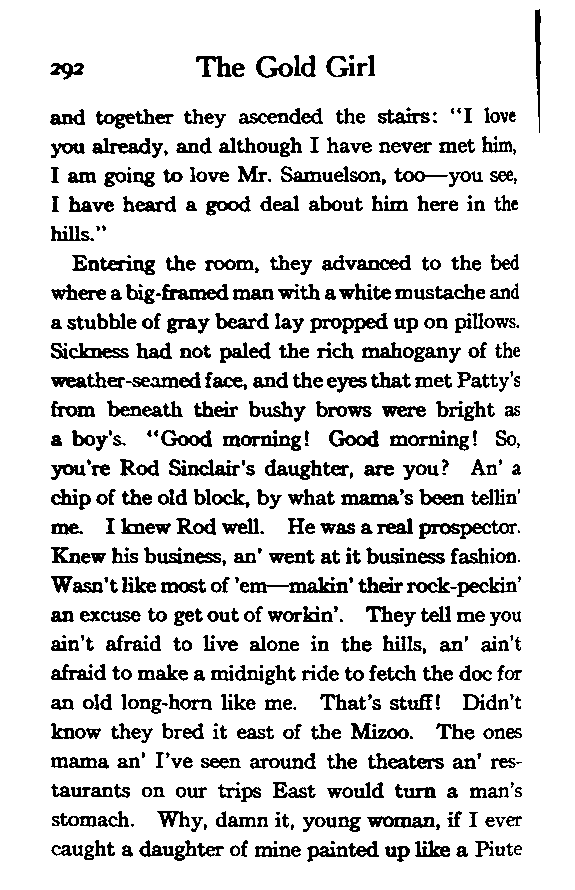 292 The Gold Girl
and together they ascended the stairs: "I love
you already, and although I have never met him,
I am going to love Mr. Samuelson, too—you see,
I have heard a good deal about him here in the
hills."
Entering the room, they advanced to the bed
where a big-framed man with a white mustache and
a stubble of gray beard lay propped up on pillows.
Sickness had not paled the rich mahogany of the
weather-seamed face, and the eyes that met Patty's
from beneath their bushy brows were bright as
a boy's. "Good morning! Good morning! So,
you're Rod Sinclair's daughter, are you? An' a
chip of the old block, by what mama's been tellin'
me. I knew Rod well. He was a real prospector.
Knew his business, an' went at it business fashion.
Wasn't like most of 'em—makin' their rock-peckin'
an excuse to get out of workin'. They tell me you
ain't afraid to live alone in the hills, an' ain't
afraid to make a midnight ride to fetch the doc for
an old long-horn like me. That's stuff! Didn't
know they bred it east of the Mizoo. The ones
mama an' I've seen around the theaters an' res-
taurants on our trips East would turn a man's
stomach. Why, damn it, young woman, if I ever
caught a daughter of mine painted up like a Piute